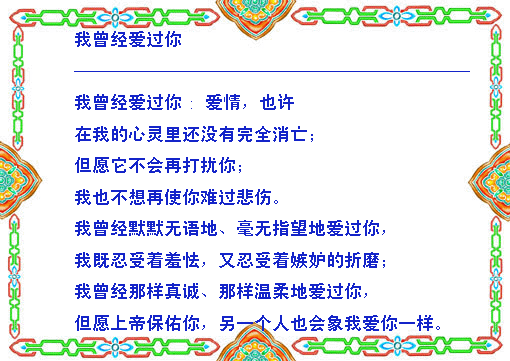 我曾经爱过你
我曾经爱过你： 爱情，也许
在我的心灵里还没有完全消亡；
但愿它不会再打扰你；
我也不想再使你难过悲伤。
我曾经默默无语地、毫无指望地爱过你，
我既忍受着羞怯，又忍受着嫉妒的折磨；
我曾经那样真诚、那样温柔地爱过你，
但愿上帝保佑你，另一个人也会象我爱你一样。